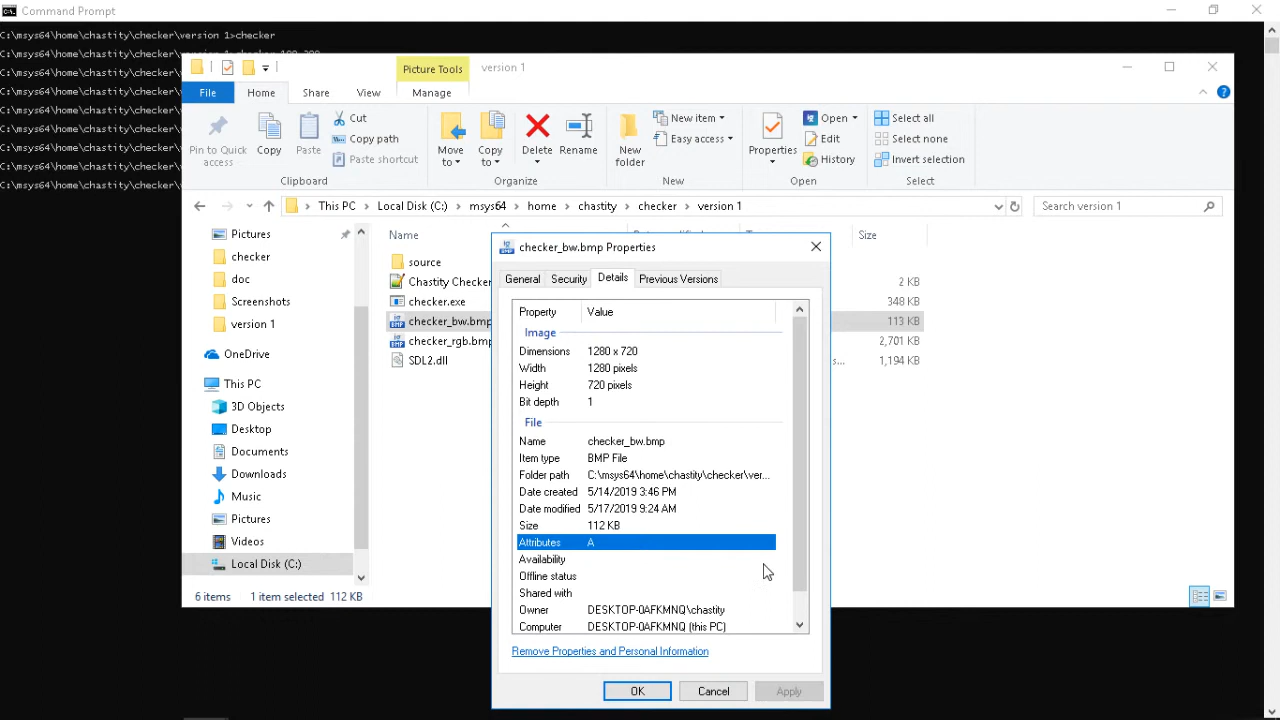 Command Prompt
C:\msys64\home\chastity\checker\version 1>checker
C:\msys64\home\chastity\checker\version 1>checker 100 200
C:\msys64\home\chastity\checker\
C:\msys64\home\chastity\checker\
C:\msys64\home\chastity\checker\
C:\msys64\home\chastity\checker\
C:\msys64\home\chastity\checker\
C:\msys64\home\chastity\checker\
C:\msys64\home\chastity\checker\
Picture Tools version 1
File Home Share View Manage
Pin to Quick access
Copy
Paste
Cut
Copy path
Paste shortcut
Move to
Copy to
Delete
Rename
New folder
New item
Easy access
Properties
Open
Edit
History
Select all
Select none
Invert selection
Clipboard Organize New Open Select
This PC > Local Disk (C:) > msys64 > home > chastity > checker > version 1
Search version 1
Pictures
checker
doc
Screenshots
version 1
OneDrive
This PC
3D Objects
Desktop
Documents
Downloads
Music
Pictures
Videos
Local Disk (C:)
Name Size
source
Chastity Checker 2 KB
checker.exe 348 KB
checker_bw.bmp 113 KB
checker_rgb.bmp 2,701 KB
SDL2.dll s... 1,194 KB
6 items 1 item selected 112 KB
checker_bw.bmp Properties
General Security Details Previous Versions
Property Value
Image
Dimensions 1280 x 720
Width 1280 pixels
Height 720 pixels
Bit depth 1
File
Name checker_bw.bmp
Item type BMP File
Folder path C:\msys64\home\chastity\checker\ver...
Date created 5/14/2019 3:46 PM
Date modified 5/17/2019 9:24 AM
Size 112 KB
Attributes A
Availability
Offline status
Shared with
Owner DESKTOP-0AFKMNQ\chastity
Computer DESKTOP-0AFKMNQ (this PC)
Remove Properties and Personal Information
OK Cancel Apply